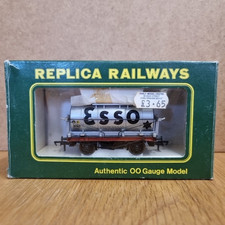 REPLICA RAILWAYS
£3·65
Esso
Authentic OO Gauge Model